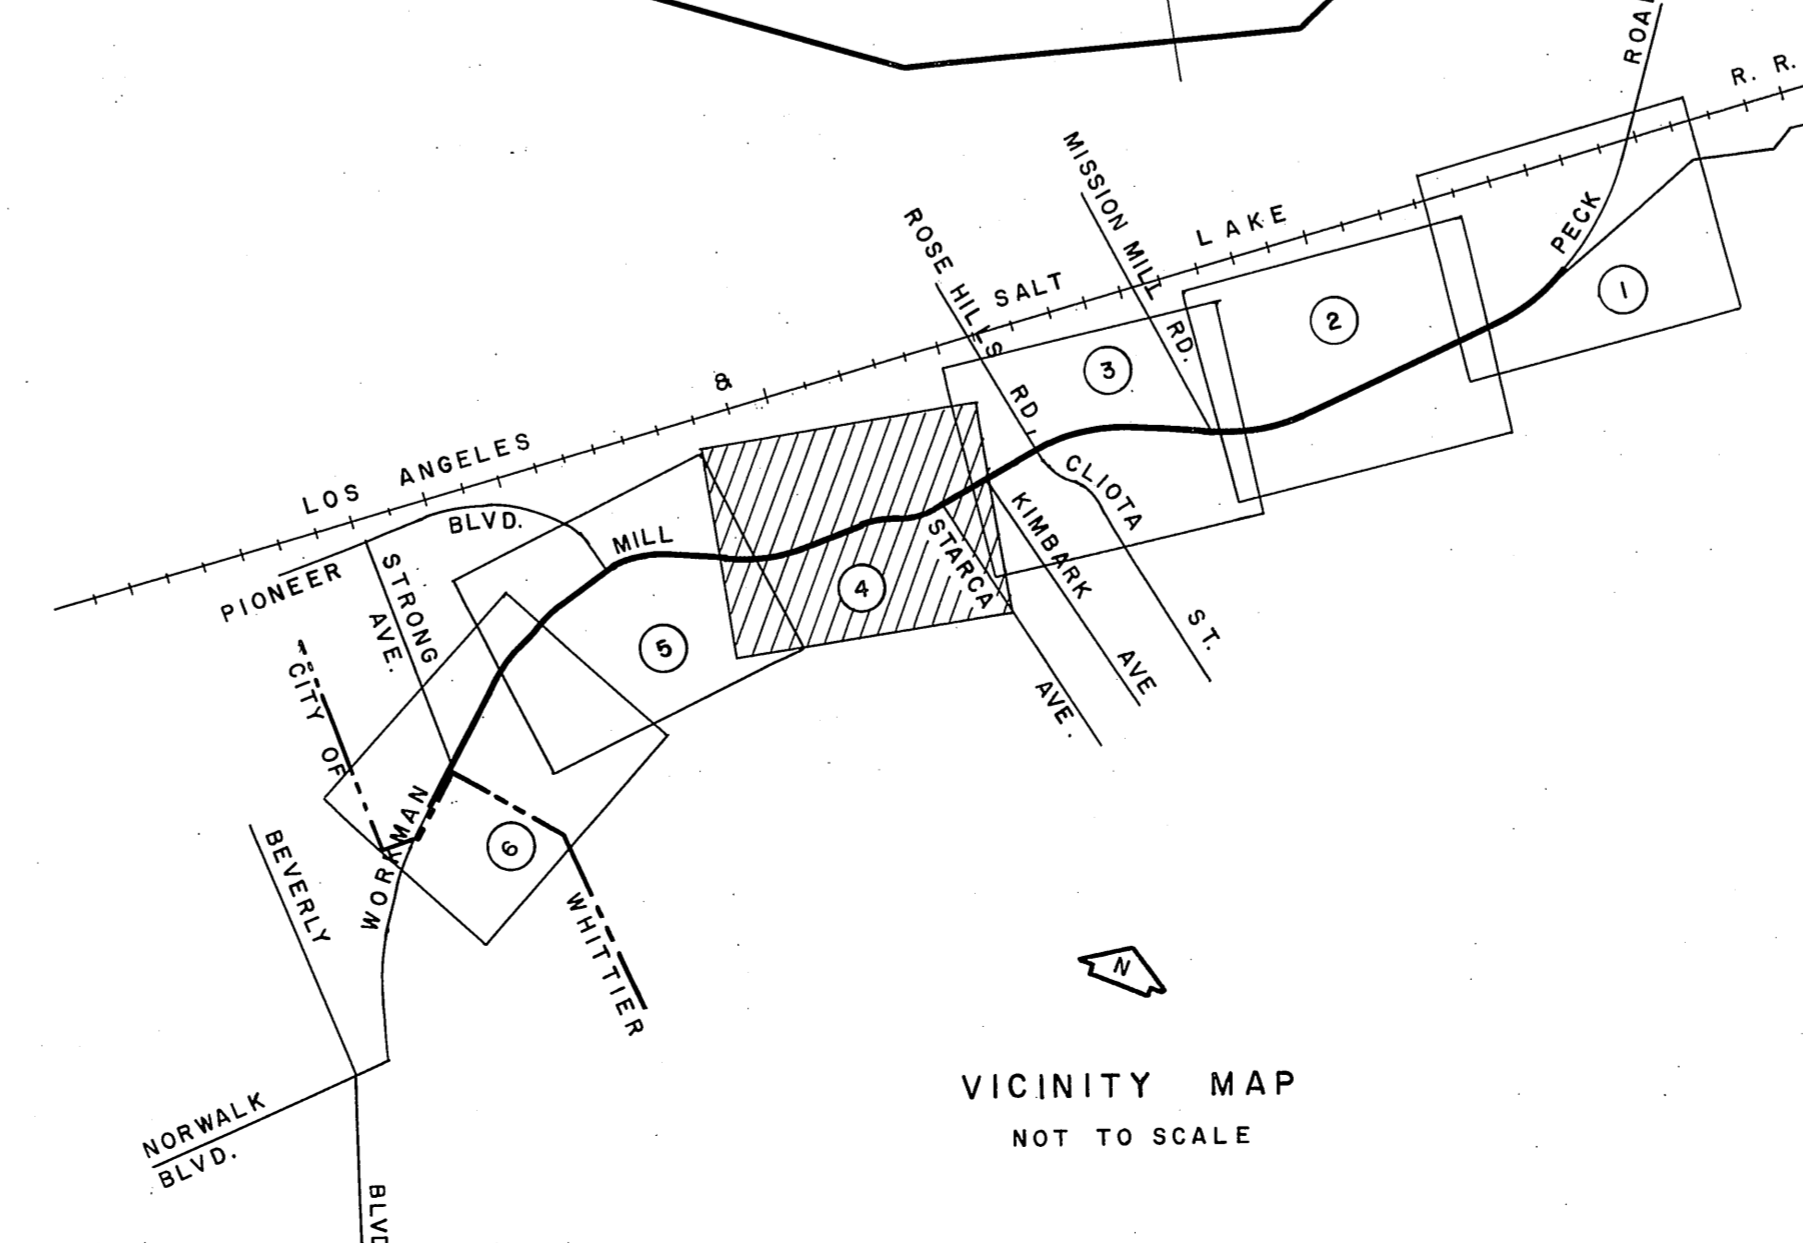 ROAD
R. R.
MISSION MILL RD.
PECK
ROSE HILLS RD.
LAKE
SALT
1
2
3
&
LOS ANGELES
CLIOTA ST.
KIMBARK AVE
STARCA AVE.
BLVD.
MILL
PIONEER
STRONG AVE.
4
5
CITY OF
WORKMAN
6
BEVERLY
WHITTIER
N
VICINITY MAP
NOT TO SCALE
NORWALK
BLVD.
BLVD